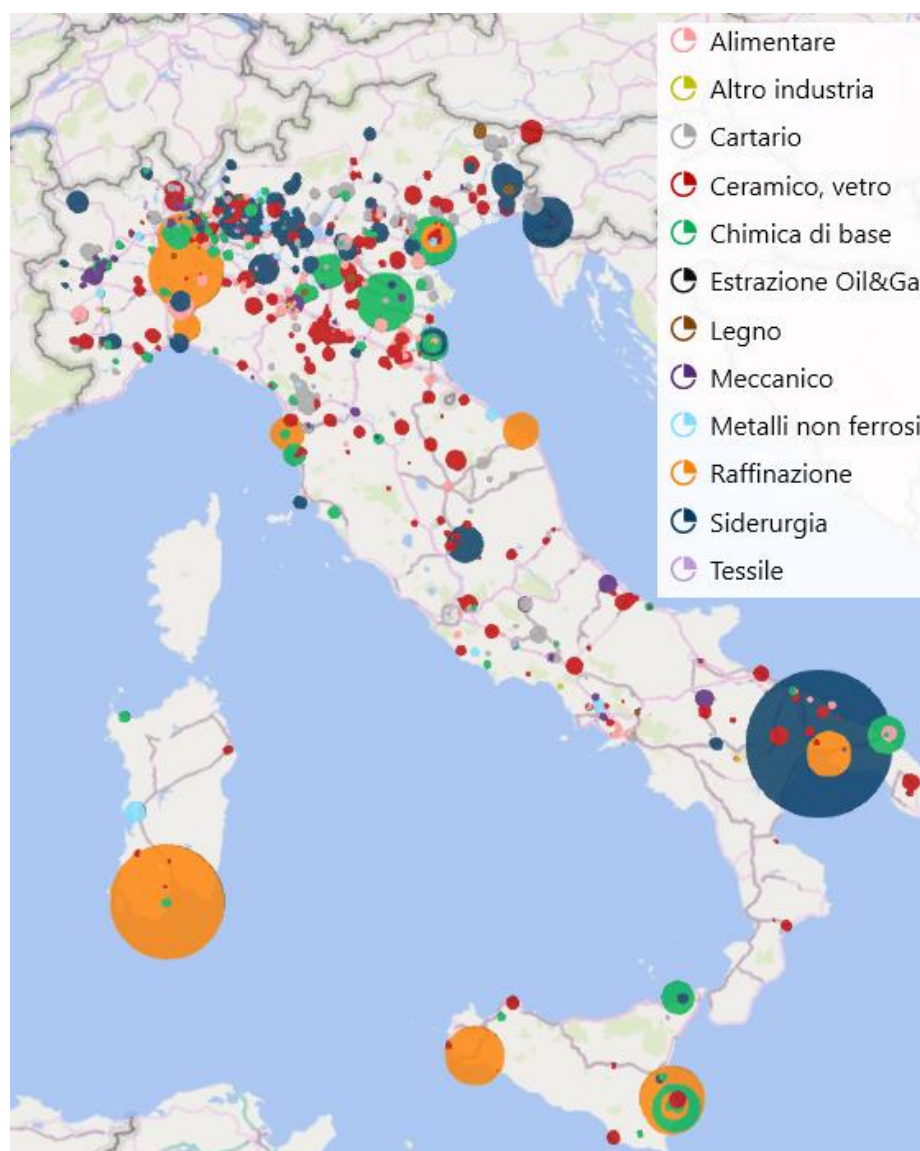 Alimentare
Altro industria
Cartario
Ceramico, vetro
Chimica di base
Estrazione Oil&Ga
Legno
Meccanico
Metalli non ferrosi
Raffinazione
Siderurgia
Tessile